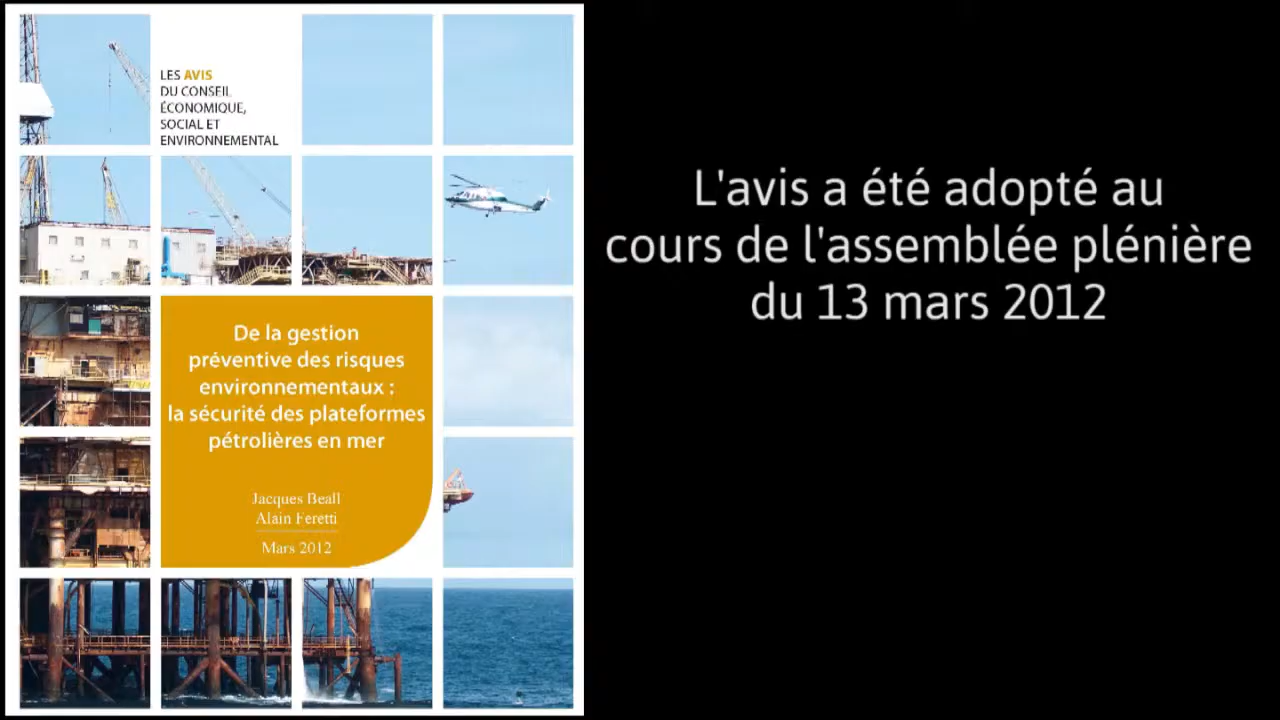 LES AVIS
DU CONSEIL
ÉCONOMIQUE,
SOCIAL ET
ENVIRONNEMENTAL
De la gestion
préventive des risques
environnementaux :
la sécurité des plateformes
pétrolières en mer
Jacques Beall
Alain Feretti
Mars 2012
L'avis a été adopté au
cours de l'assemblée plénière
du 13 mars 2012